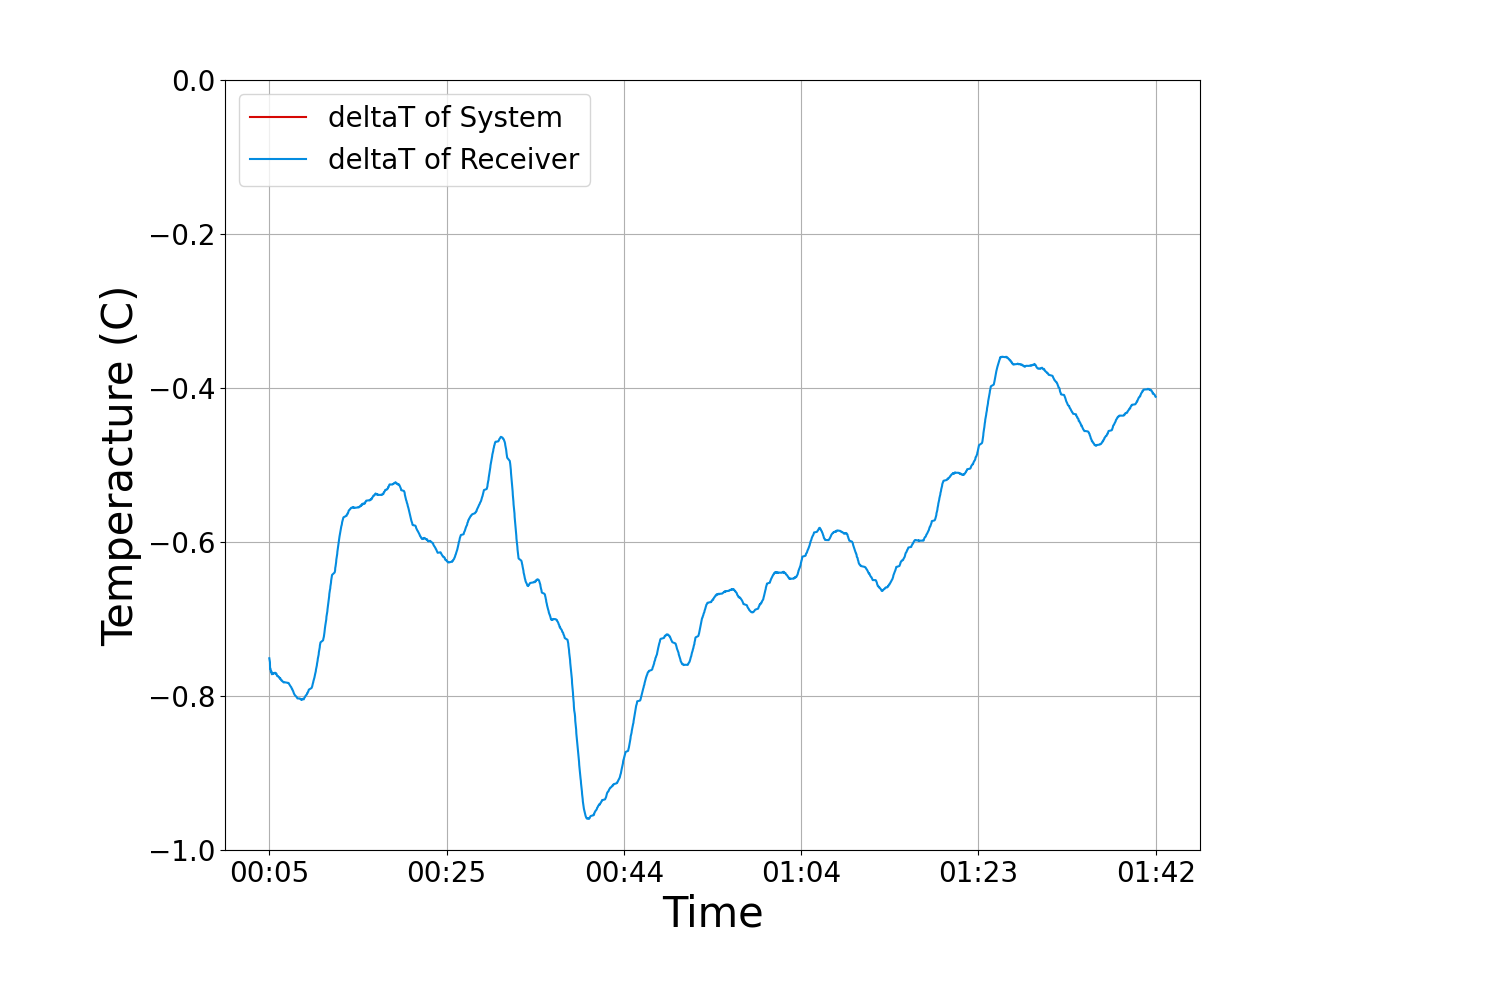 0.0
deltaT of System
deltaT of Receiver
−0.2
−0.4
−0.6
−0.8
−1.0
Temperacture (C)
00:05 00:25 00:44 01:04 01:23 01:42
Time